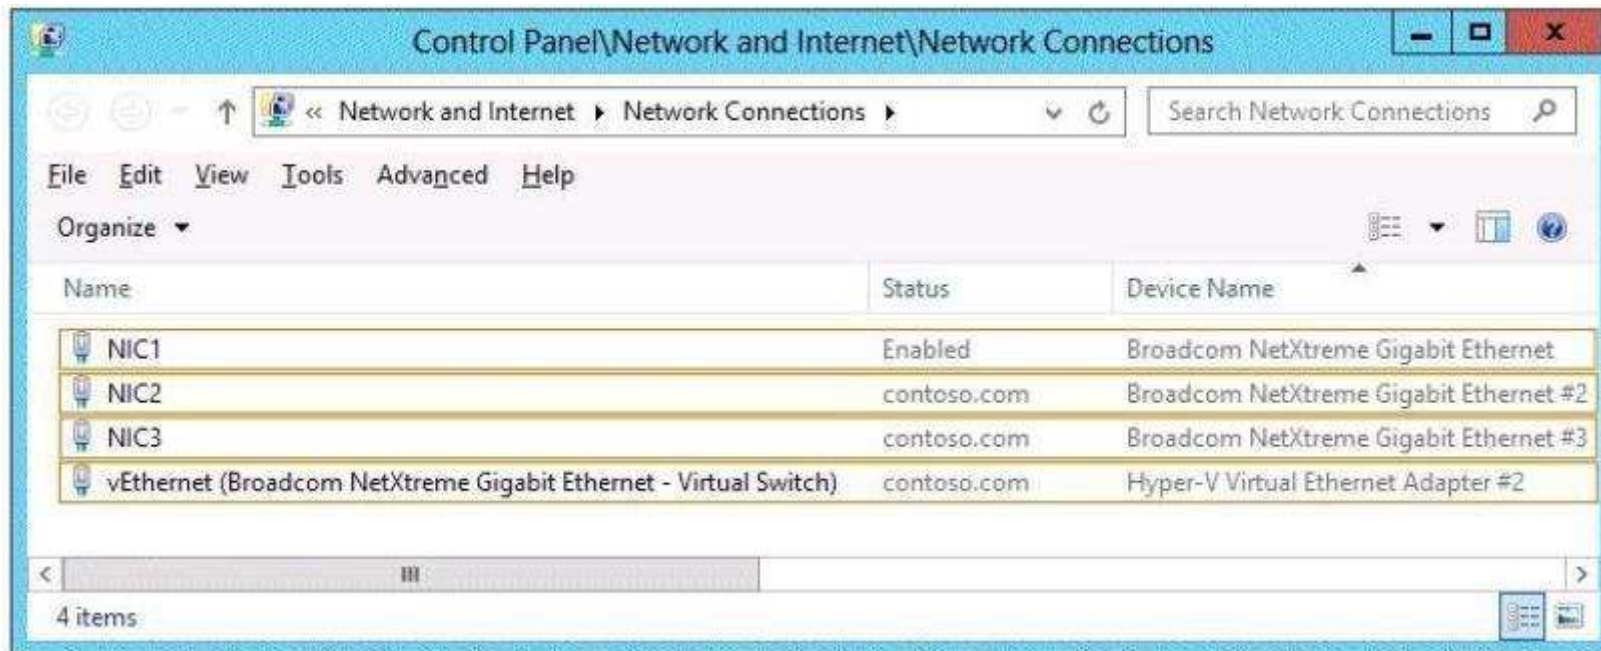 Control Panel\Network and Internet\Network Connections
« Network and Internet Network Connections Search Network Connections
File Edit View Tools Advanced Help
Organize
Name Status Device Name
NIC1 Enabled Broadcom NetXtreme Gigabit Ethernet
NIC2 contoso.com Broadcom NetXtreme Gigabit Ethernet #2
NIC3 contoso.com Broadcom NetXtreme Gigabit Ethernet #3
vEthernet (Broadcom NetXtreme Gigabit Ethernet - Virtual Switch) contoso.com Hyper-V Virtual Ethernet Adapter #2
4 items